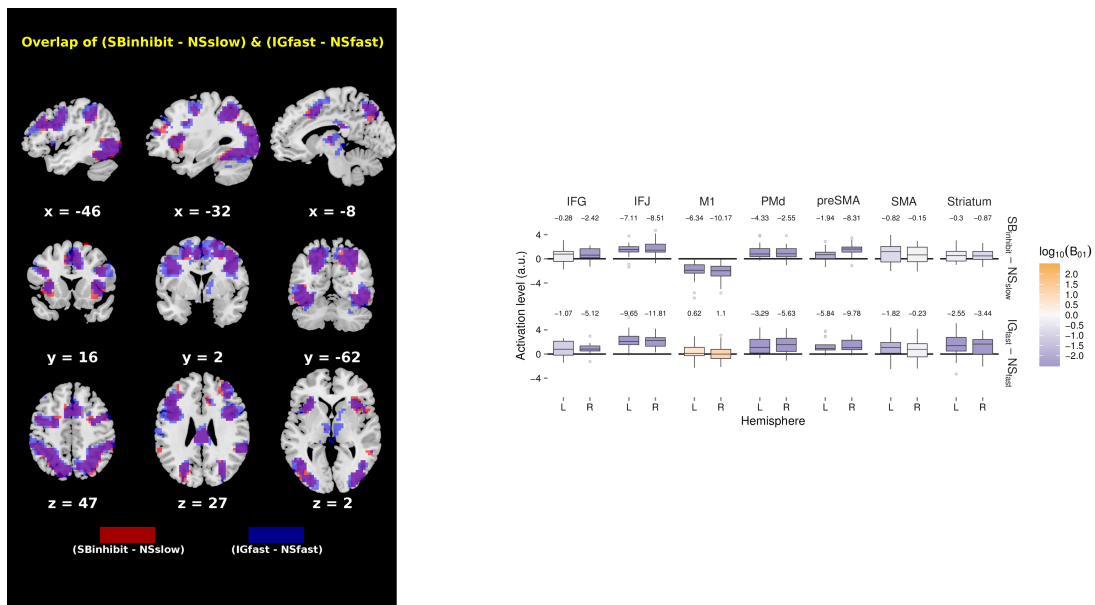 Overlap of (SBinhibit - NSslow) & (IGfast - NSfast)
x = -46 x = -32 x = -8
y = 16 y = 2 y = -62
z = 47 z = 27 z = 2
(SBinhibit - NSslow) (IGfast - NSfast)
IFG IFJ M1 PMd preSMA SMA Striatum
−0.28 −2.42 −7.11 −8.51 −6.34 −10.17 −4.33 −2.55 −1.94 −8.31 −0.82 −0.15 −0.3 −0.87
4
0
−4
SBinhibit − NSslow
−1.07 −5.12 −9.65 −11.81 0.62 1.1 −3.29 −5.63 −5.84 −9.78 −1.82 −0.23 −2.55 −3.44
4
0
−4
IGfast − NSfast
Activation level (a.u.)
L R L R L R L R L R L R L R
Hemisphere
log10(B01)
2.0
1.5
1.0
0.5
0.0
−0.5
−1.0
−1.5
−2.0